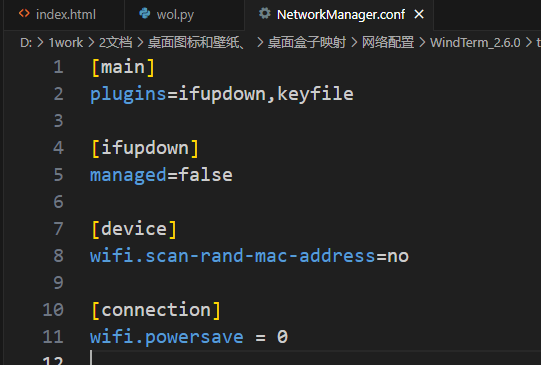 index.html wol.py NetworkManager.conf
D: > 1work > 2文档 > 桌面图标和壁纸、 > 桌面盒子映射 > 网络配置 > WindTerm_2.6.0 >
1 [main]
2 plugins=ifupdown,keyfile
3
4 [ifupdown]
5 managed=false
6
7 [device]
8 wifi.scan-rand-mac-address=no
9
10 [connection]
11 wifi.powersave = 0
12